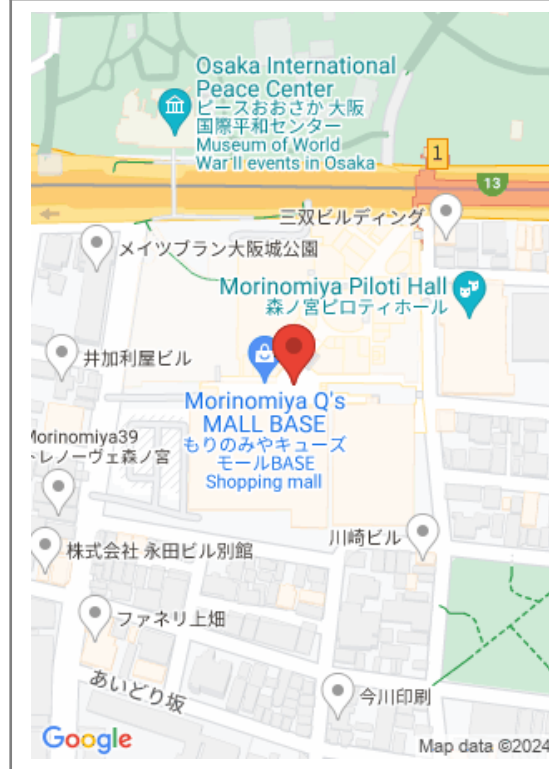 Osaka International
Peace Center
ピースおおさか 大阪
国際平和センター
Museum of World
War II events in Osaka
1
13
三双ビルディング
メイツブラン大阪城公園
Morinomiya Piloti Hall
森ノ宮ピロティホール
井加利屋ビル
Morinomiya Q's
MALL BASE
もりのみやキューズ
モールBASE
Shopping mall
Morinomiya39
トレノーヴェ森ノ宮
川崎ビル
株式会社 永田ビル別館
ファネリ上畑
あいどり坂
今川印刷
Google
Map data ©2024